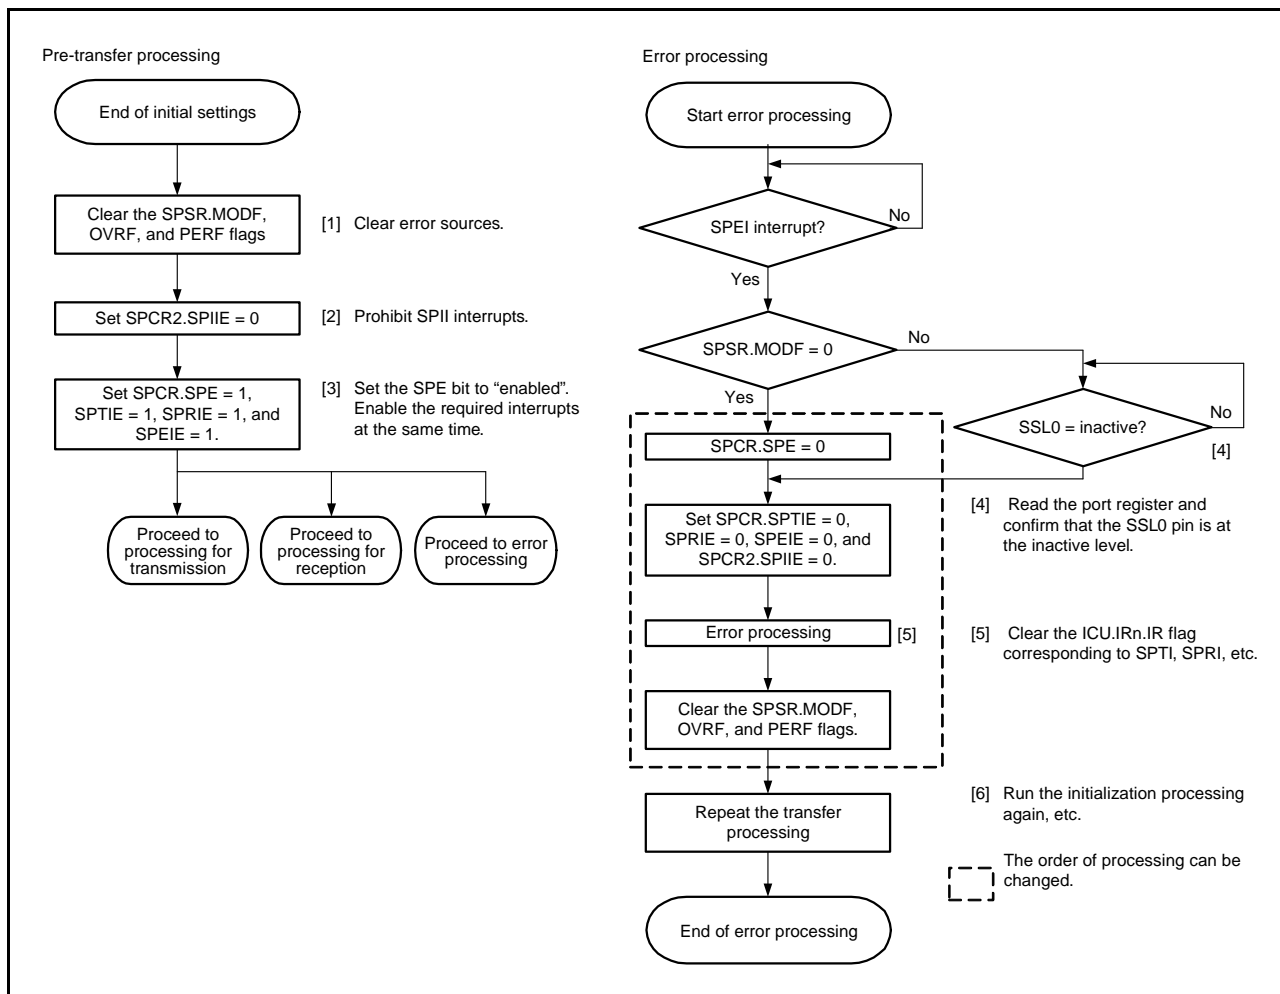 Pre-transfer processing
End of initial settings
Clear the SPSR.MODF,
OVRF, and PERF flags
[1] Clear error sources.
Set SPCR2.SPIIE = 0
[2] Prohibit SPII interrupts.
Set SPCR.SPE = 1,
SPTIE = 1, SPRIE = 1, and
SPEIE = 1.
[3] Set the SPE bit to “enabled”.
Enable the required interrupts
at the same time.
Proceed to
processing for
transmission
Proceed to
processing for
reception
Proceed to error
processing
Error processing
Start error processing
SPEI interrupt?
No
Yes
SPSR.MODF = 0
No
Yes
SSL0 = inactive?
No
[4]
SPCR.SPE = 0
Set SPCR.SPTIE = 0,
SPRIE = 0, SPEIE = 0, and
SPCR2.SPIIE = 0.
[4] Read the port register and
confirm that the SSL0 pin is at
the inactive level.
Error processing
[5]
[5] Clear the ICU.IRn.IR flag
corresponding to SPTI, SPRI, etc.
Clear the SPSR.MODF,
OVRF, and PERF flags.
Repeat the transfer
processing
[6] Run the initialization processing
again, etc.
The order of processing can be
changed.
End of error processing